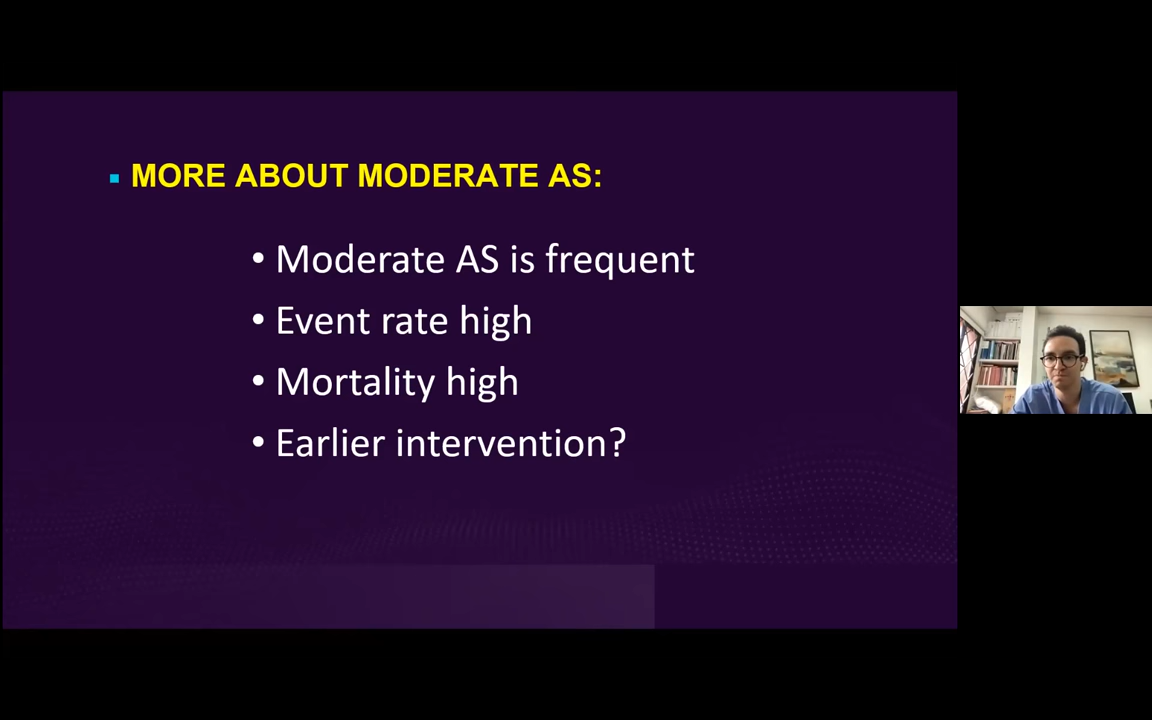 MORE ABOUT MODERATE AS:
• Moderate AS is frequent
• Event rate high
• Mortality high
• Earlier intervention?